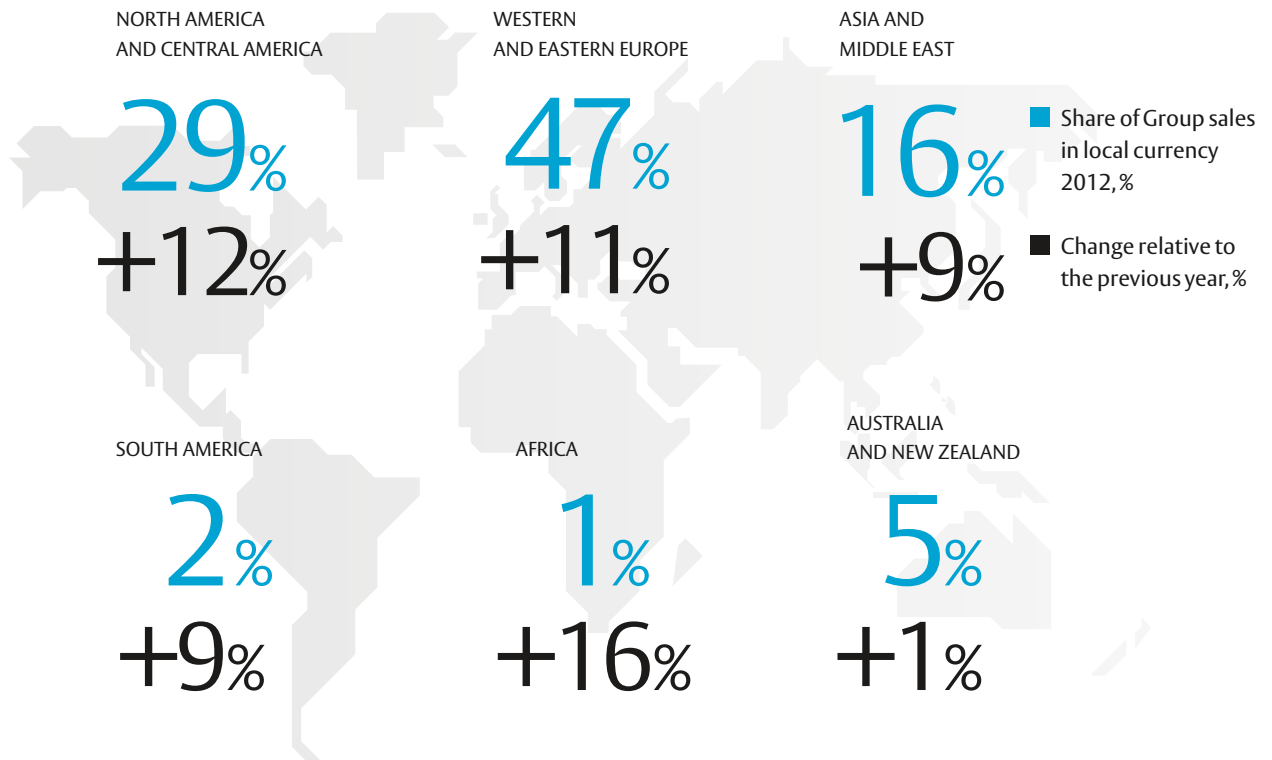 NORTH AMERICA
AND CENTRAL AMERICA
29%
+12%
WESTERN
AND EASTERN EUROPE
47%
+11%
ASIA AND
MIDDLE EAST
16%
+9%
Share of Group sales
in local currency
2012, %
Change relative to
the previous year, %
SOUTH AMERICA
2%
+9%
AFRICA
1%
+16%
AUSTRALIA
AND NEW ZEALAND
5%
+1%